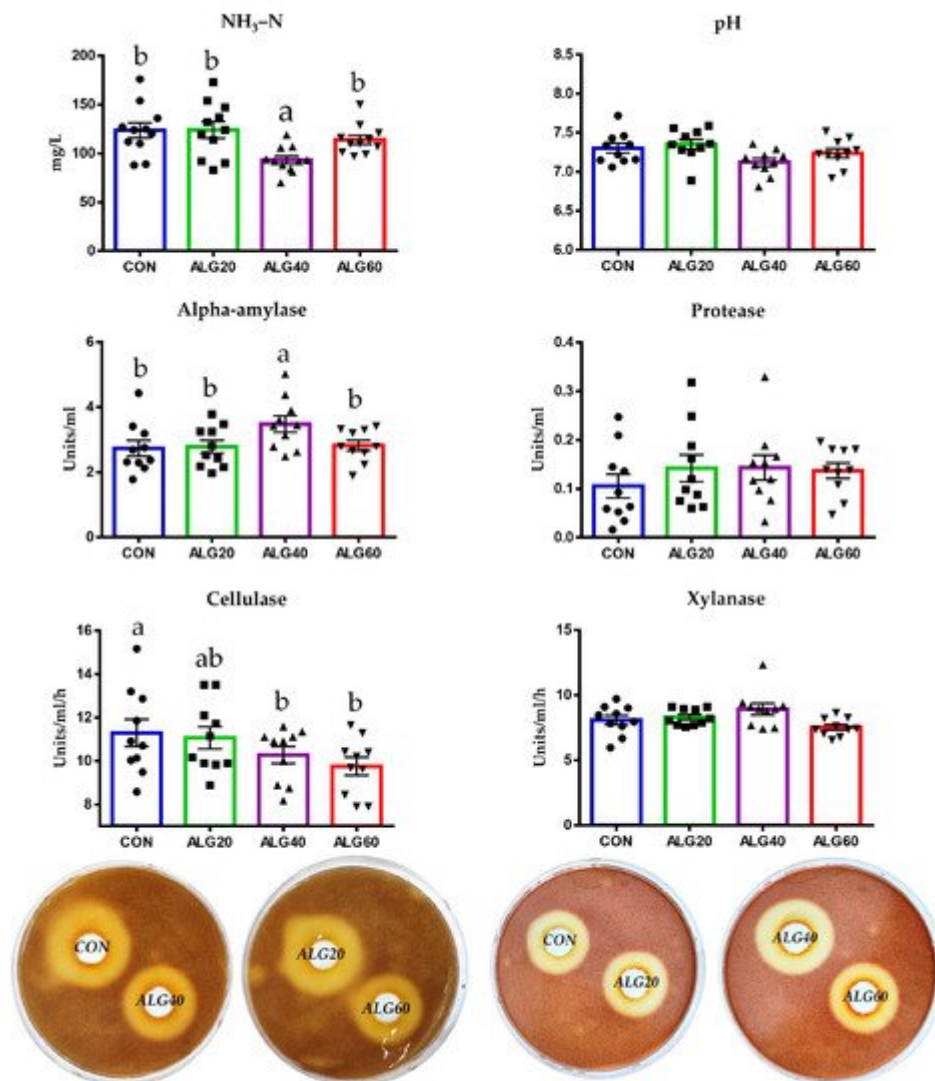 NH₃–N
b
b
a
b
200
150
100
50
0
mg/L
CON ALG20 ALG40 ALG60
pH
8.5
8.0
7.5
7.0
6.5
6.0
CON ALG20 ALG40 ALG60
Alpha-amylase
b
b
a
b
6
4
2
0
Units/ml
CON ALG20 ALG40 ALG60
Protease
0.4
0.3
0.2
0.1
0.0
Units/ml
CON ALG20 ALG40 ALG60
Cellulase
a
ab
b
b
16
14
12
10
8
Units/ml/h
CON ALG20 ALG40 ALG60
Xylanase
15
10
5
0
Units/ml/h
CON ALG20 ALG40 ALG60
CON
ALG40
ALG20
ALG60
CON
ALG20
ALG40
ALG60